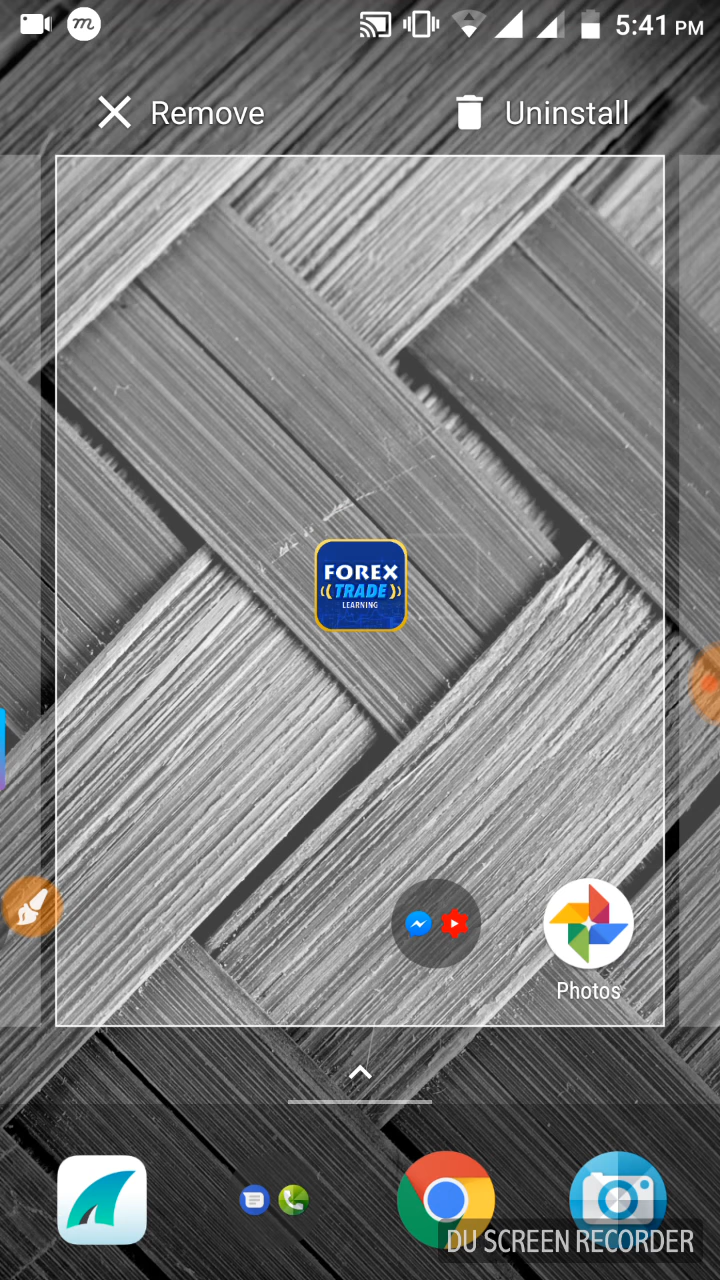 m
5:41 PM
Remove
Uninstall
FOREX
TRADE
LEARNING
Photos
DU SCREEN RECORDER